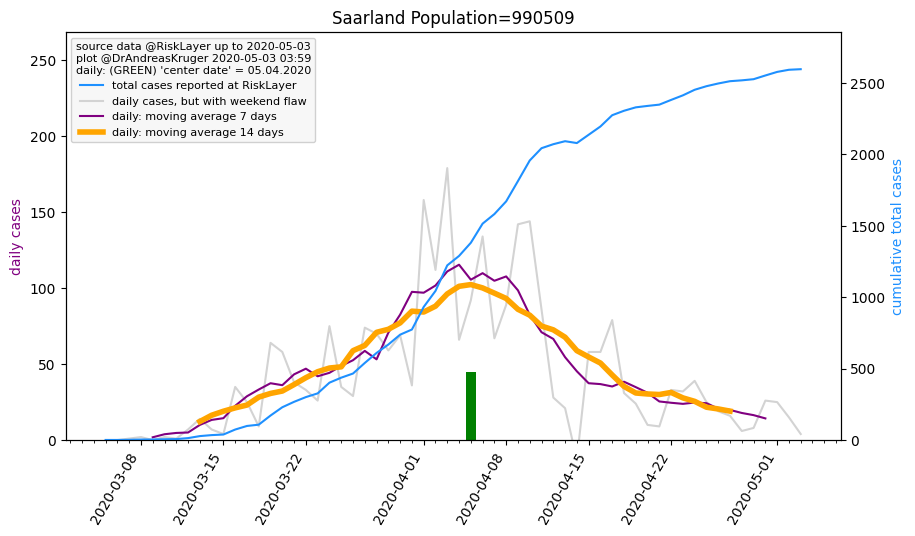 Saarland Population=990509
source data @RiskLayer up to 2020-05-03
plot @DrAndreasKruger 2020-05-03 03:59
daily: (GREEN) 'center date' = 05.04.2020
total cases reported at RiskLayer
daily cases, but with weekend flaw
daily: moving average 7 days
daily: moving average 14 days
daily cases
250
200
150
100
50
0
cumulative total cases
2500
2000
1500
1000
500
0
2020-03-08
2020-03-15
2020-03-22
2020-04-01
2020-04-08
2020-04-15
2020-04-22
2020-05-01